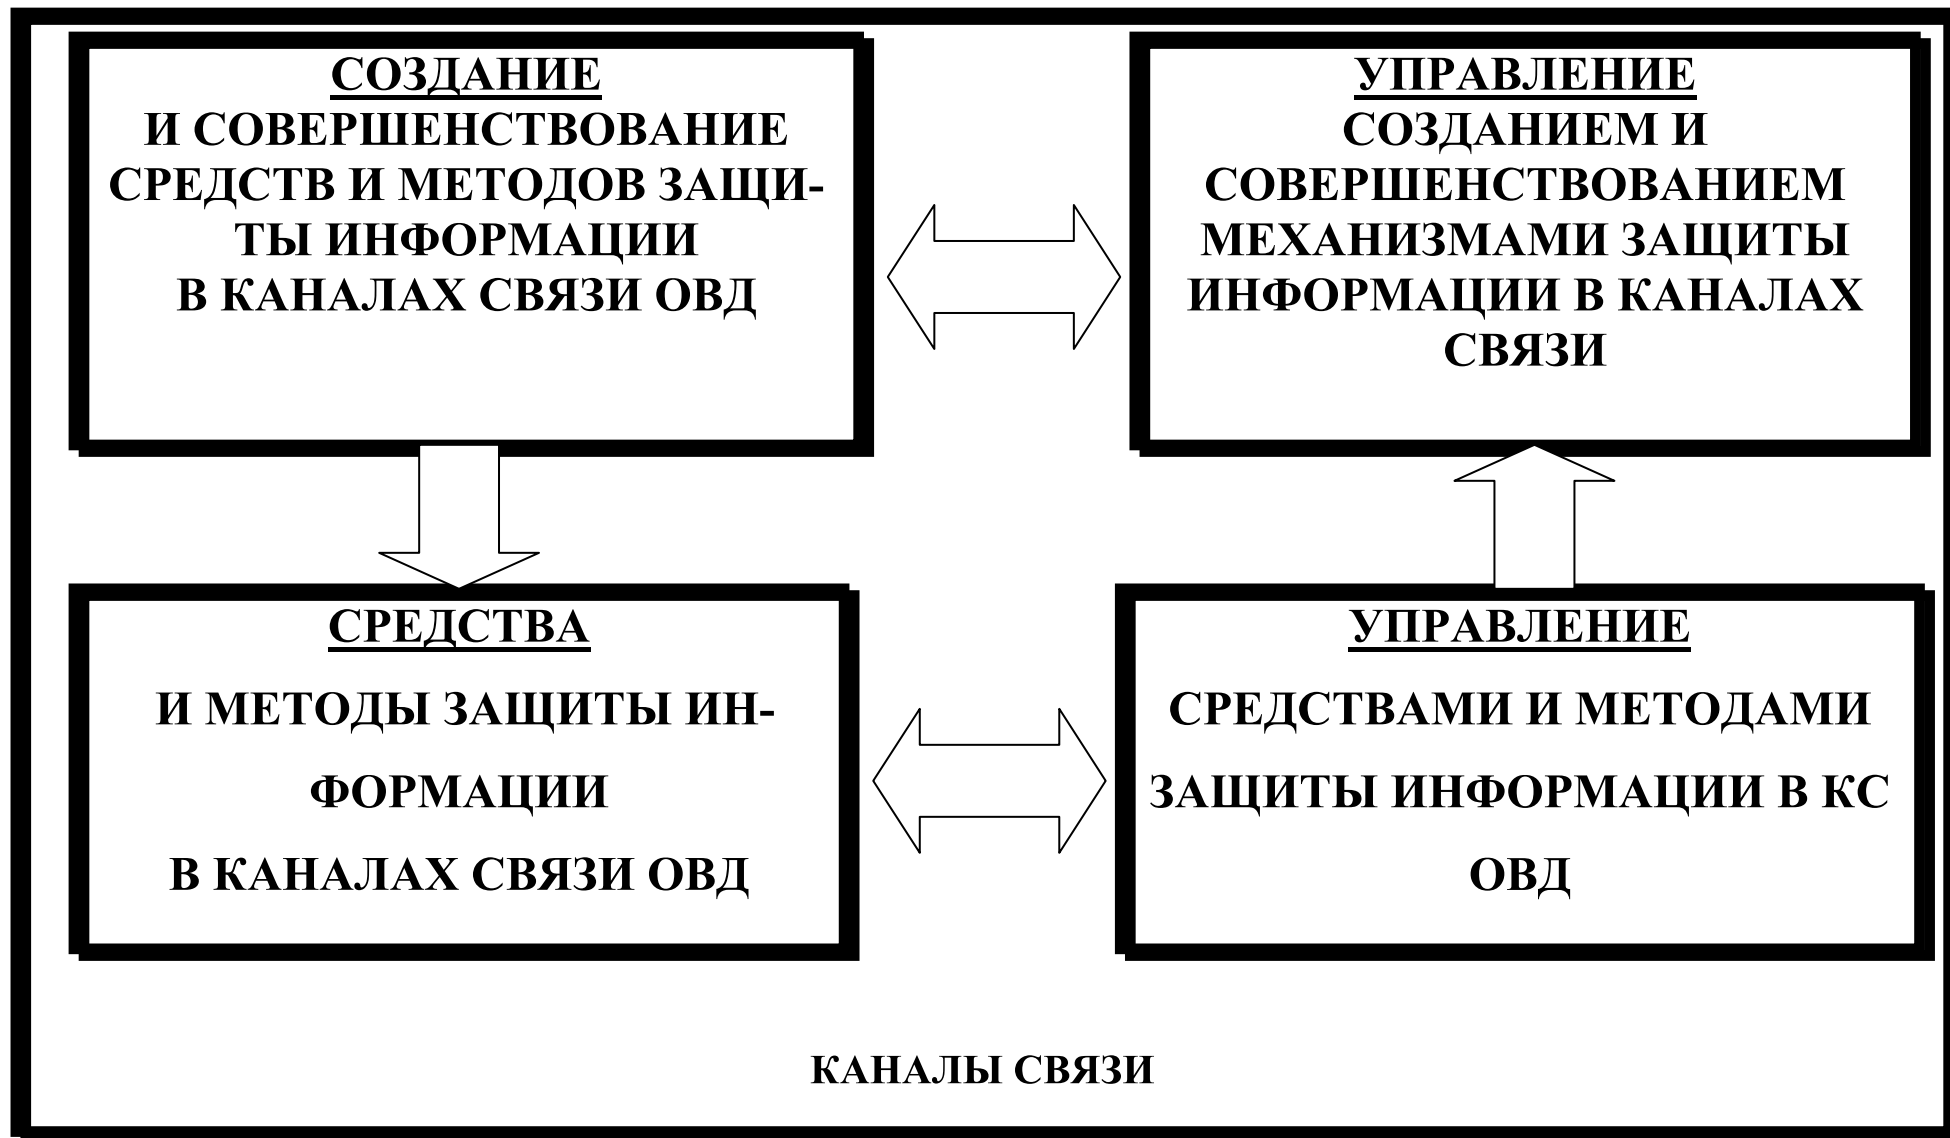 СОЗДАНИЕ
И СОВЕРШЕНСТВОВАНИЕ
СРЕДСТВ И МЕТОДОВ ЗАЩИ-
ТЫ ИНФОРМАЦИИ
В КАНАЛАХ СВЯЗИ ОВД
УПРАВЛЕНИЕ
СОЗДАНИЕМ И
СОВЕРШЕНСТВОВАНИЕМ
МЕХАНИЗМАМИ ЗАЩИТЫ
ИНФОРМАЦИИ В КАНАЛАХ
СВЯЗИ
СРЕДСТВА
И МЕТОДЫ ЗАЩИТЫ ИН-
ФОРМАЦИИ
В КАНАЛАХ СВЯЗИ ОВД
УПРАВЛЕНИЕ
СРЕДСТВАМИ И МЕТОДАМИ
ЗАЩИТЫ ИНФОРМАЦИИ В КС
ОВД
КАНАЛЫ СВЯЗИ